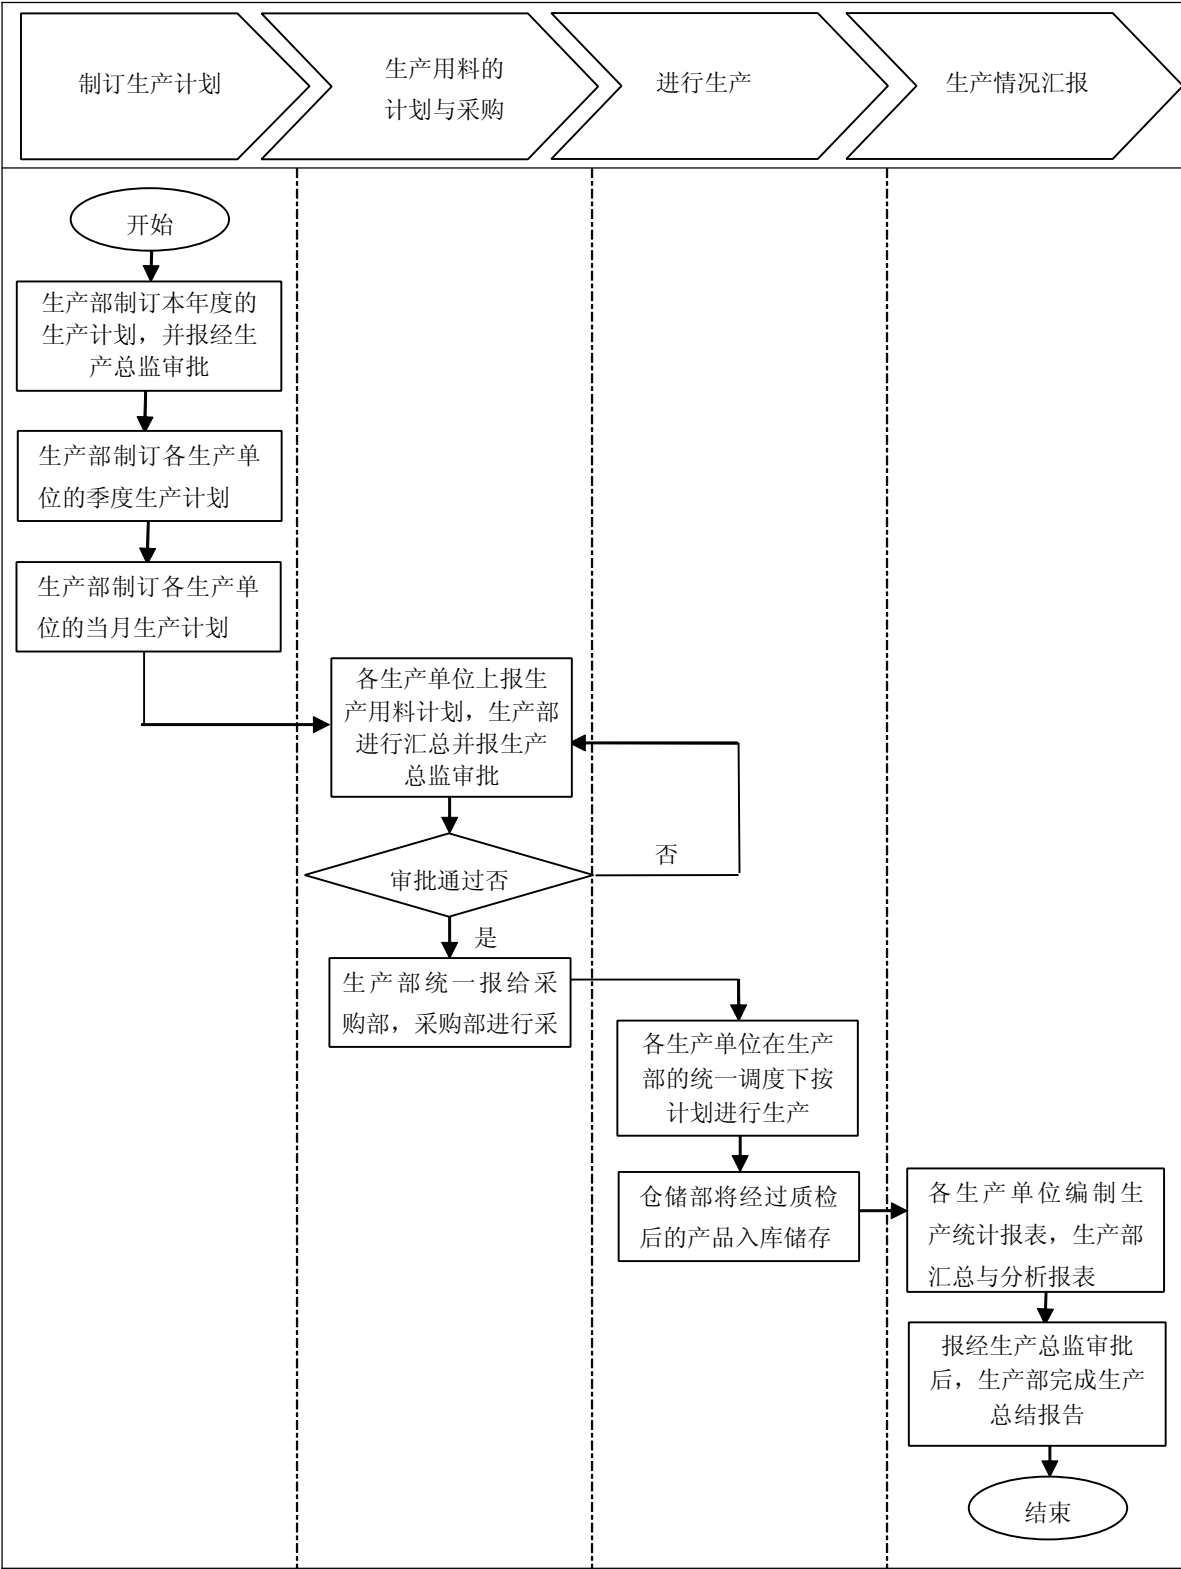 制订生产计划
生产用料的
计划与采购
进行生产
生产情况汇报
开始
生产部制订本年度的
生产计划，并报经生
产总监审批
生产部制订各生产单
位的季度生产计划
生产部制订各生产单
位的当月生产计划
各生产单位上报生
产用料计划，生产部
进行汇总并报生产
总监审批
审批通过否
否
是
生产部统一报给采
购部，采购部进行采
各生产单位在生产
部的统一调度下按
计划进行生产
仓储部将经过质检
后的产品入库储存
各生产单位编制生
产统计报表，生产部
汇总与分析报表
报经生产总监审批
后，生产部完成生产
总结报告
结束